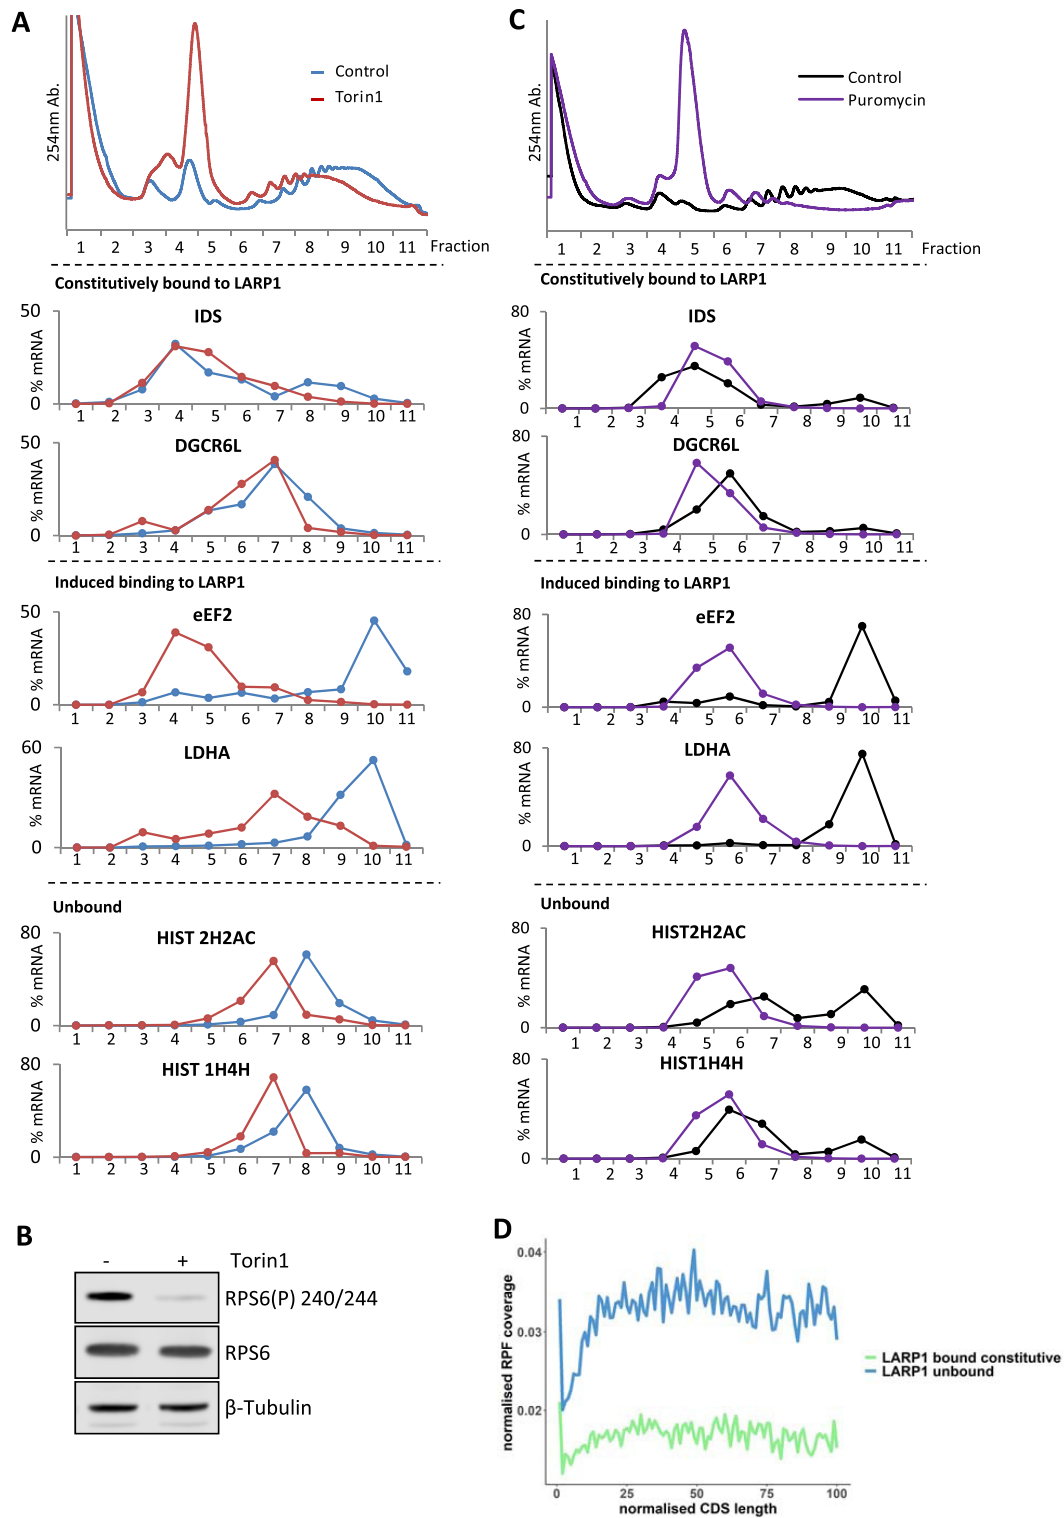 A
254nm Ab.
Control
Torin1
1 2 3 4 5 6 7 8 9 10 11 Fraction
Constitutively bound to LARP1
IDS
50
% mRNA
0
1 2 3 4 5 6 7 8 9 10 11
DGCR6L
50
% mRNA
0
1 2 3 4 5 6 7 8 9 10 11
Induced binding to LARP1
eEF2
50
% mRNA
0
1 2 3 4 5 6 7 8 9 10 11
LDHA
60
% mRNA
0
1 2 3 4 5 6 7 8 9 10 11
Unbound
HIST 2H2AC
80
% mRNA
0
1 2 3 4 5 6 7 8 9 10 11
HIST 1H4H
80
% mRNA
0
1 2 3 4 5 6 7 8 9 10 11
B
- + Torin1
RPS6(P) 240/244
RPS6
β-Tubulin
C
254nm Ab.
Control
Puromycin
1 2 3 4 5 6 7 8 9 10 11 Fraction
Constitutively bound to LARP1
IDS
80
% mRNA
0
1 2 3 4 5 6 7 8 9 10 11
DGCR6L
80
% mRNA
0
1 2 3 4 5 6 7 8 9 10 11
Induced binding to LARP1
eEF2
80
% mRNA
0
1 2 3 4 5 6 7 8 9 10 11
LDHA
80
% mRNA
0
1 2 3 4 5 6 7 8 9 10 11
Unbound
HIST2H2AC
80
% mRNA
0
1 2 3 4 5 6 7 8 9 10 11
HIST1H4H
80
% mRNA
0
1 2 3 4 5 6 7 8 9 10 11
D
normalised RPF coverage
0.04
0.03
0.02
0 25 50 75 100
normalised CDS length
LARP1 bound constitutive
LARP1 unbound